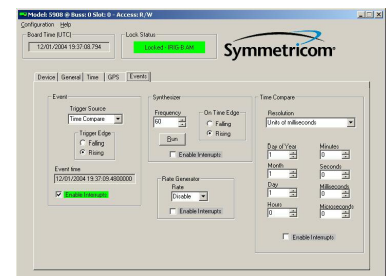 Model: 5908 @ Buss: 0 Slot: 0 - Access: R/W
Configuration Help
Board Time (UTC)
12/01/2004 19:37:08.794
Lock Status
Locked - IRIG-B AM
Symmetricom®
Device General Time GPS Events
Event
Trigger Source
Time Compare
Trigger Edge
Falling
Rising
Event time
12/01/2004 19:37:09.4800000
Enable Interrupts
Synthesizer
Frequency
60
Run
On Time Edge
Falling
Rising
Enable Interrupts
Rate Generator
Rate
Disable
Enable Interrupts
Time Compare
Resolution
Units of milliseconds
Day of Year
1
Minutes
0
Month
1
Seconds
0
Day
1
Milliseconds
0
Hours
0
Microseconds
0
Enable Interrupts